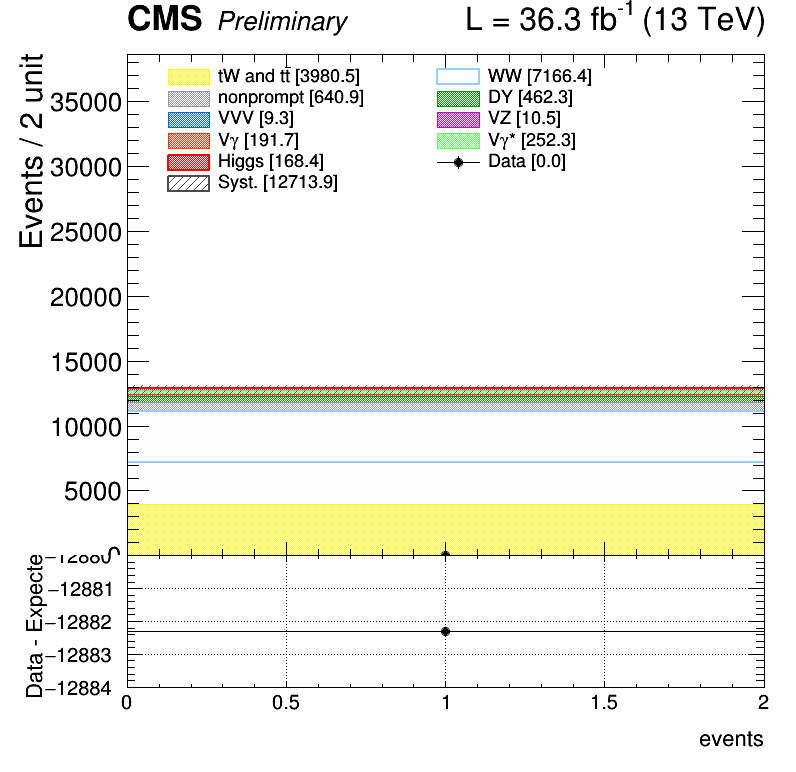 CMS Preliminary L = 36.3 fb-1 (13 TeV)
Events / 2 unit
tW and tt̄ [3980.5]
nonprompt [640.9]
VVV [9.3]
Vγ [191.7]
Higgs [168.4]
Syst. [12713.9]
WW [7166.4]
DY [462.3]
VZ [10.5]
Vγ* [252.3]
Data [0.0]
35000
30000
25000
20000
15000
10000
5000
Data - Expecte
−12881
−12882
−12883
−12884
0 0.5 1 1.5 2
events